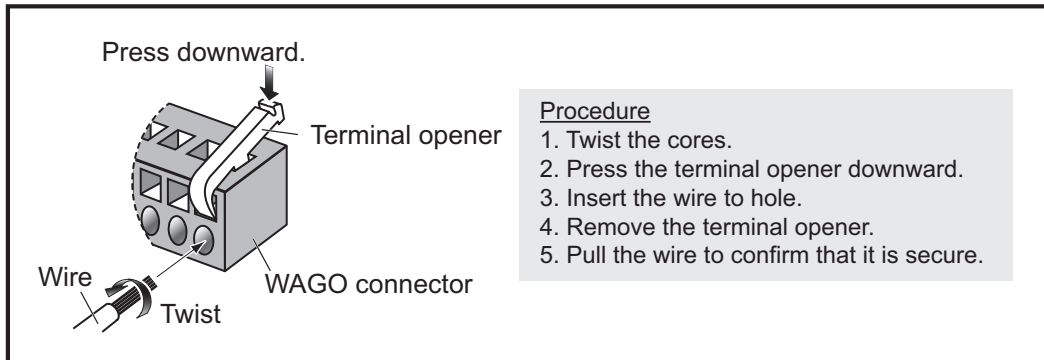 Press downward.
Terminal opener
Wire
Twist
WAGO connector
Procedure
1. Twist the cores.
2. Press the terminal opener downward.
3. Insert the wire to hole.
4. Remove the terminal opener.
5. Pull the wire to confirm that it is secure.